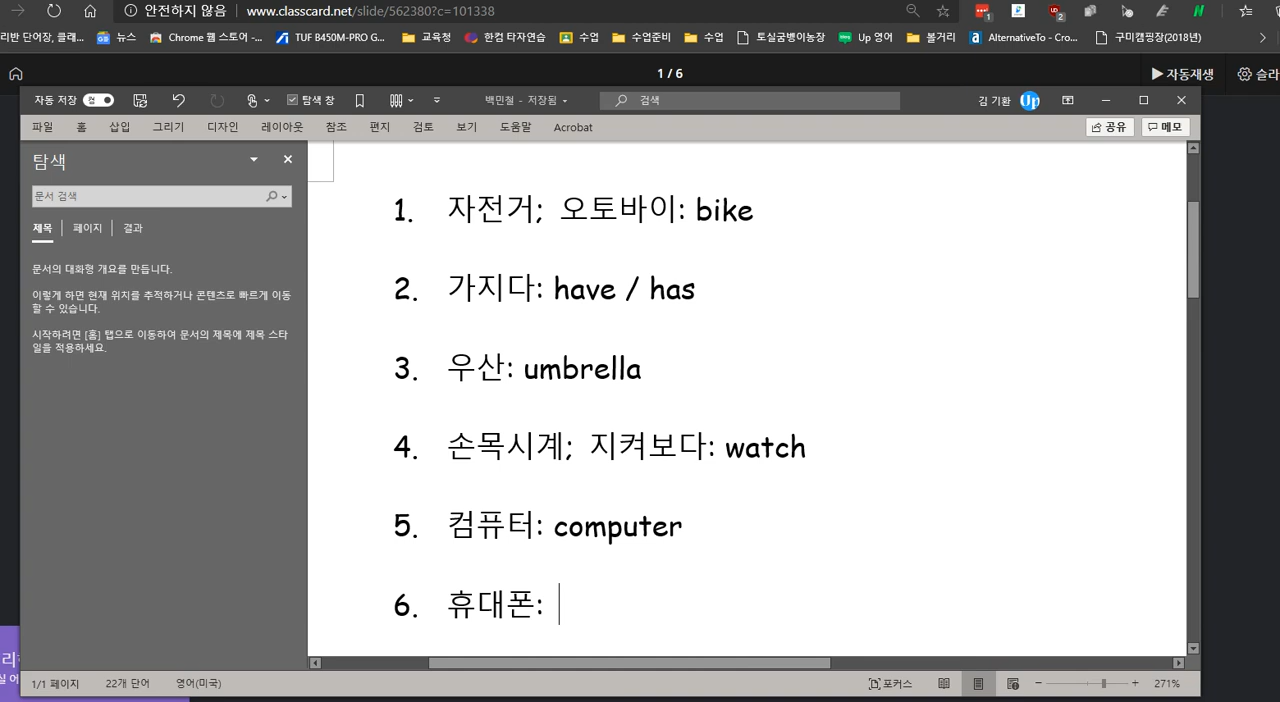 안전하지 않음 www.classcard.net/slide/562380?c=101338
리반 단어장, 클래... 뉴스 Chrome 웹 스토어 -... TUF B450M-PRO G... 교육청 한컴 타자연습 수업 수업준비 수업 토실굼뱅이농장 Up 영어 볼거리 AlternativeTo - Cro... 구미캠핑장(2018년)
1 / 6 자동재생 슬라
자동 저장 탐색 창 백민철 - 저장됨 검색 김 기환 Up
파일 홈 삽입 그리기 디자인 레이아웃 참조 편지 검토 보기 도움말 Acrobat 공유 메모
탐색
문서 검색
제목 페이지 결과
문서의 대화형 개요를 만듭니다.
이렇게 하면 현재 위치를 추적하거나 콘텐츠로 빠르게 이동
할 수 있습니다.
시작하려면 [홈] 탭으로 이동하여 문서의 제목에 제목 스타
일을 적용하세요.
1. 자전거; 오토바이: bike
2. 가지다: have / has
3. 우산: umbrella
4. 손목시계; 지켜보다: watch
5. 컴퓨터: computer
6. 휴대폰:
1/1 페이지 22개 단어 영어(미국) 포커스 271%